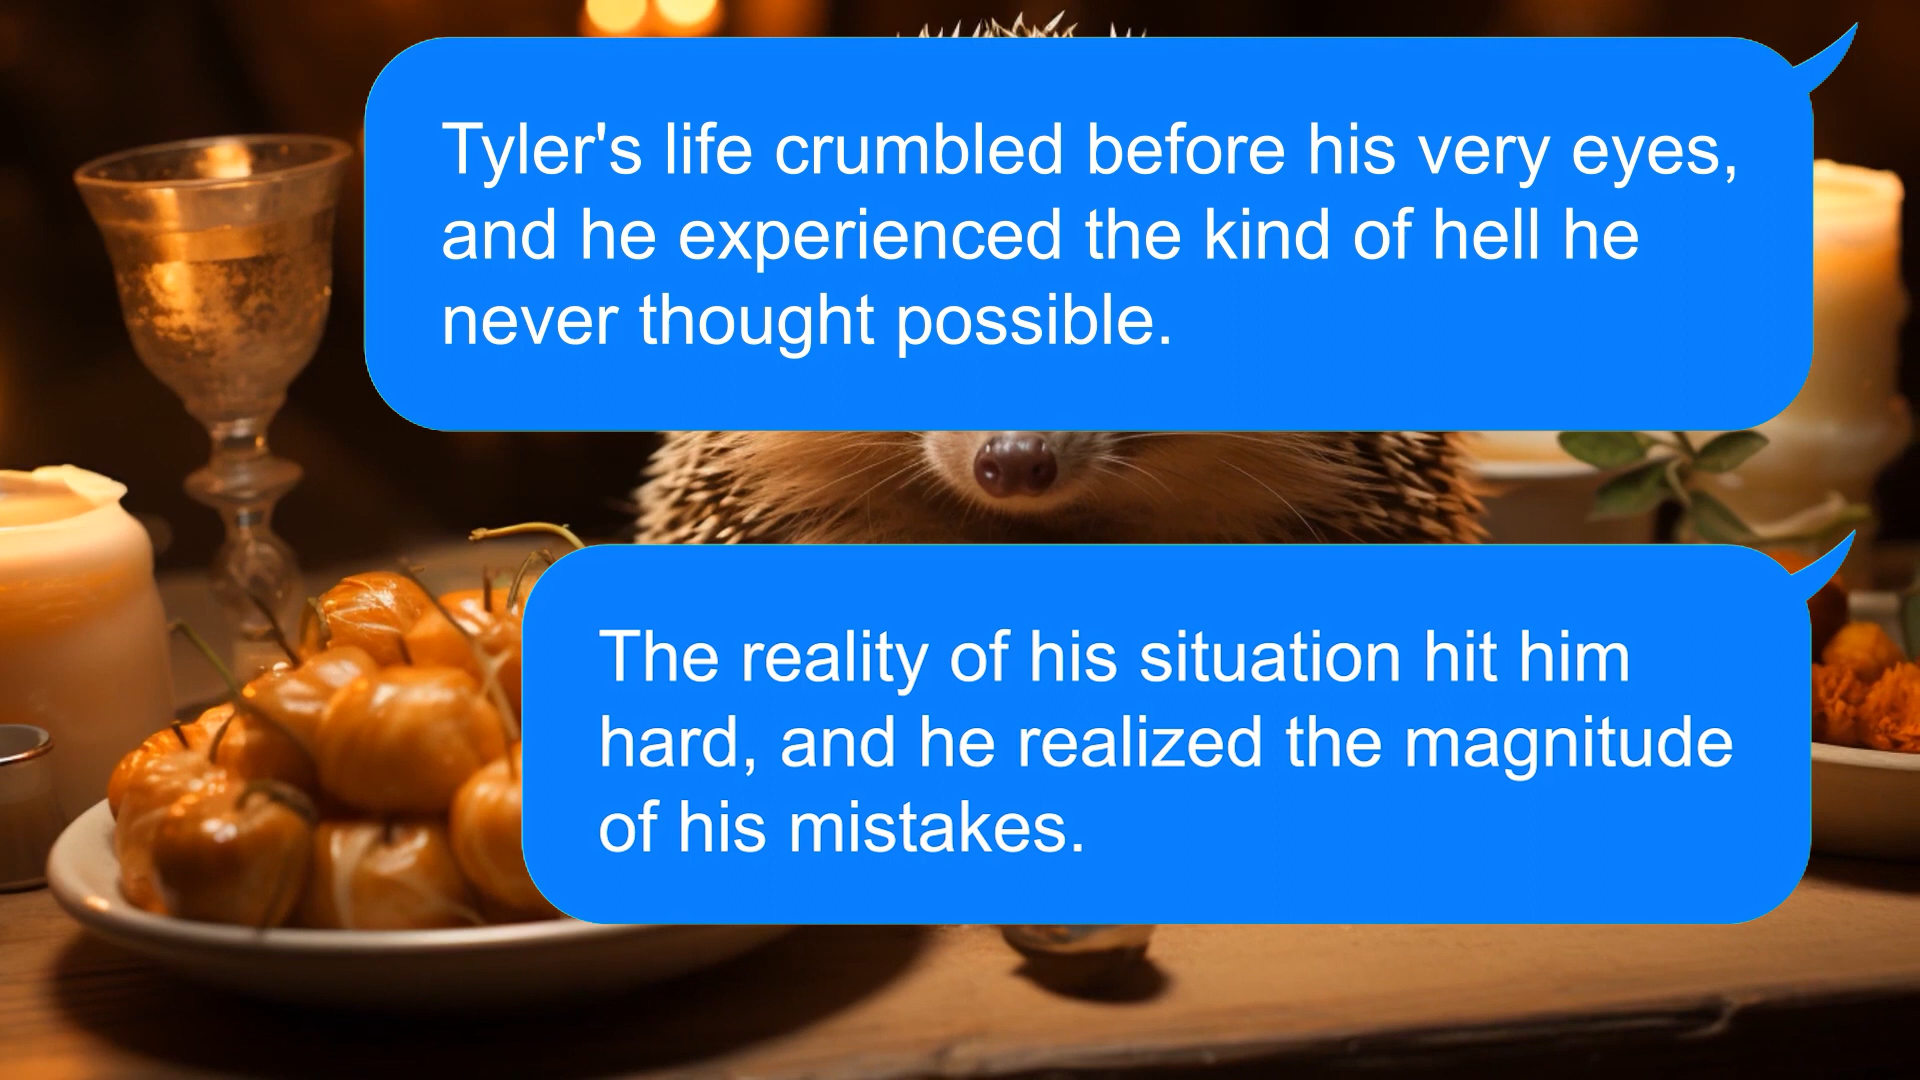 Tyler's life crumbled before his very eyes,
and he experienced the kind of hell he
never thought possible.
The reality of his situation hit him
hard, and he realized the magnitude
of his mistakes.